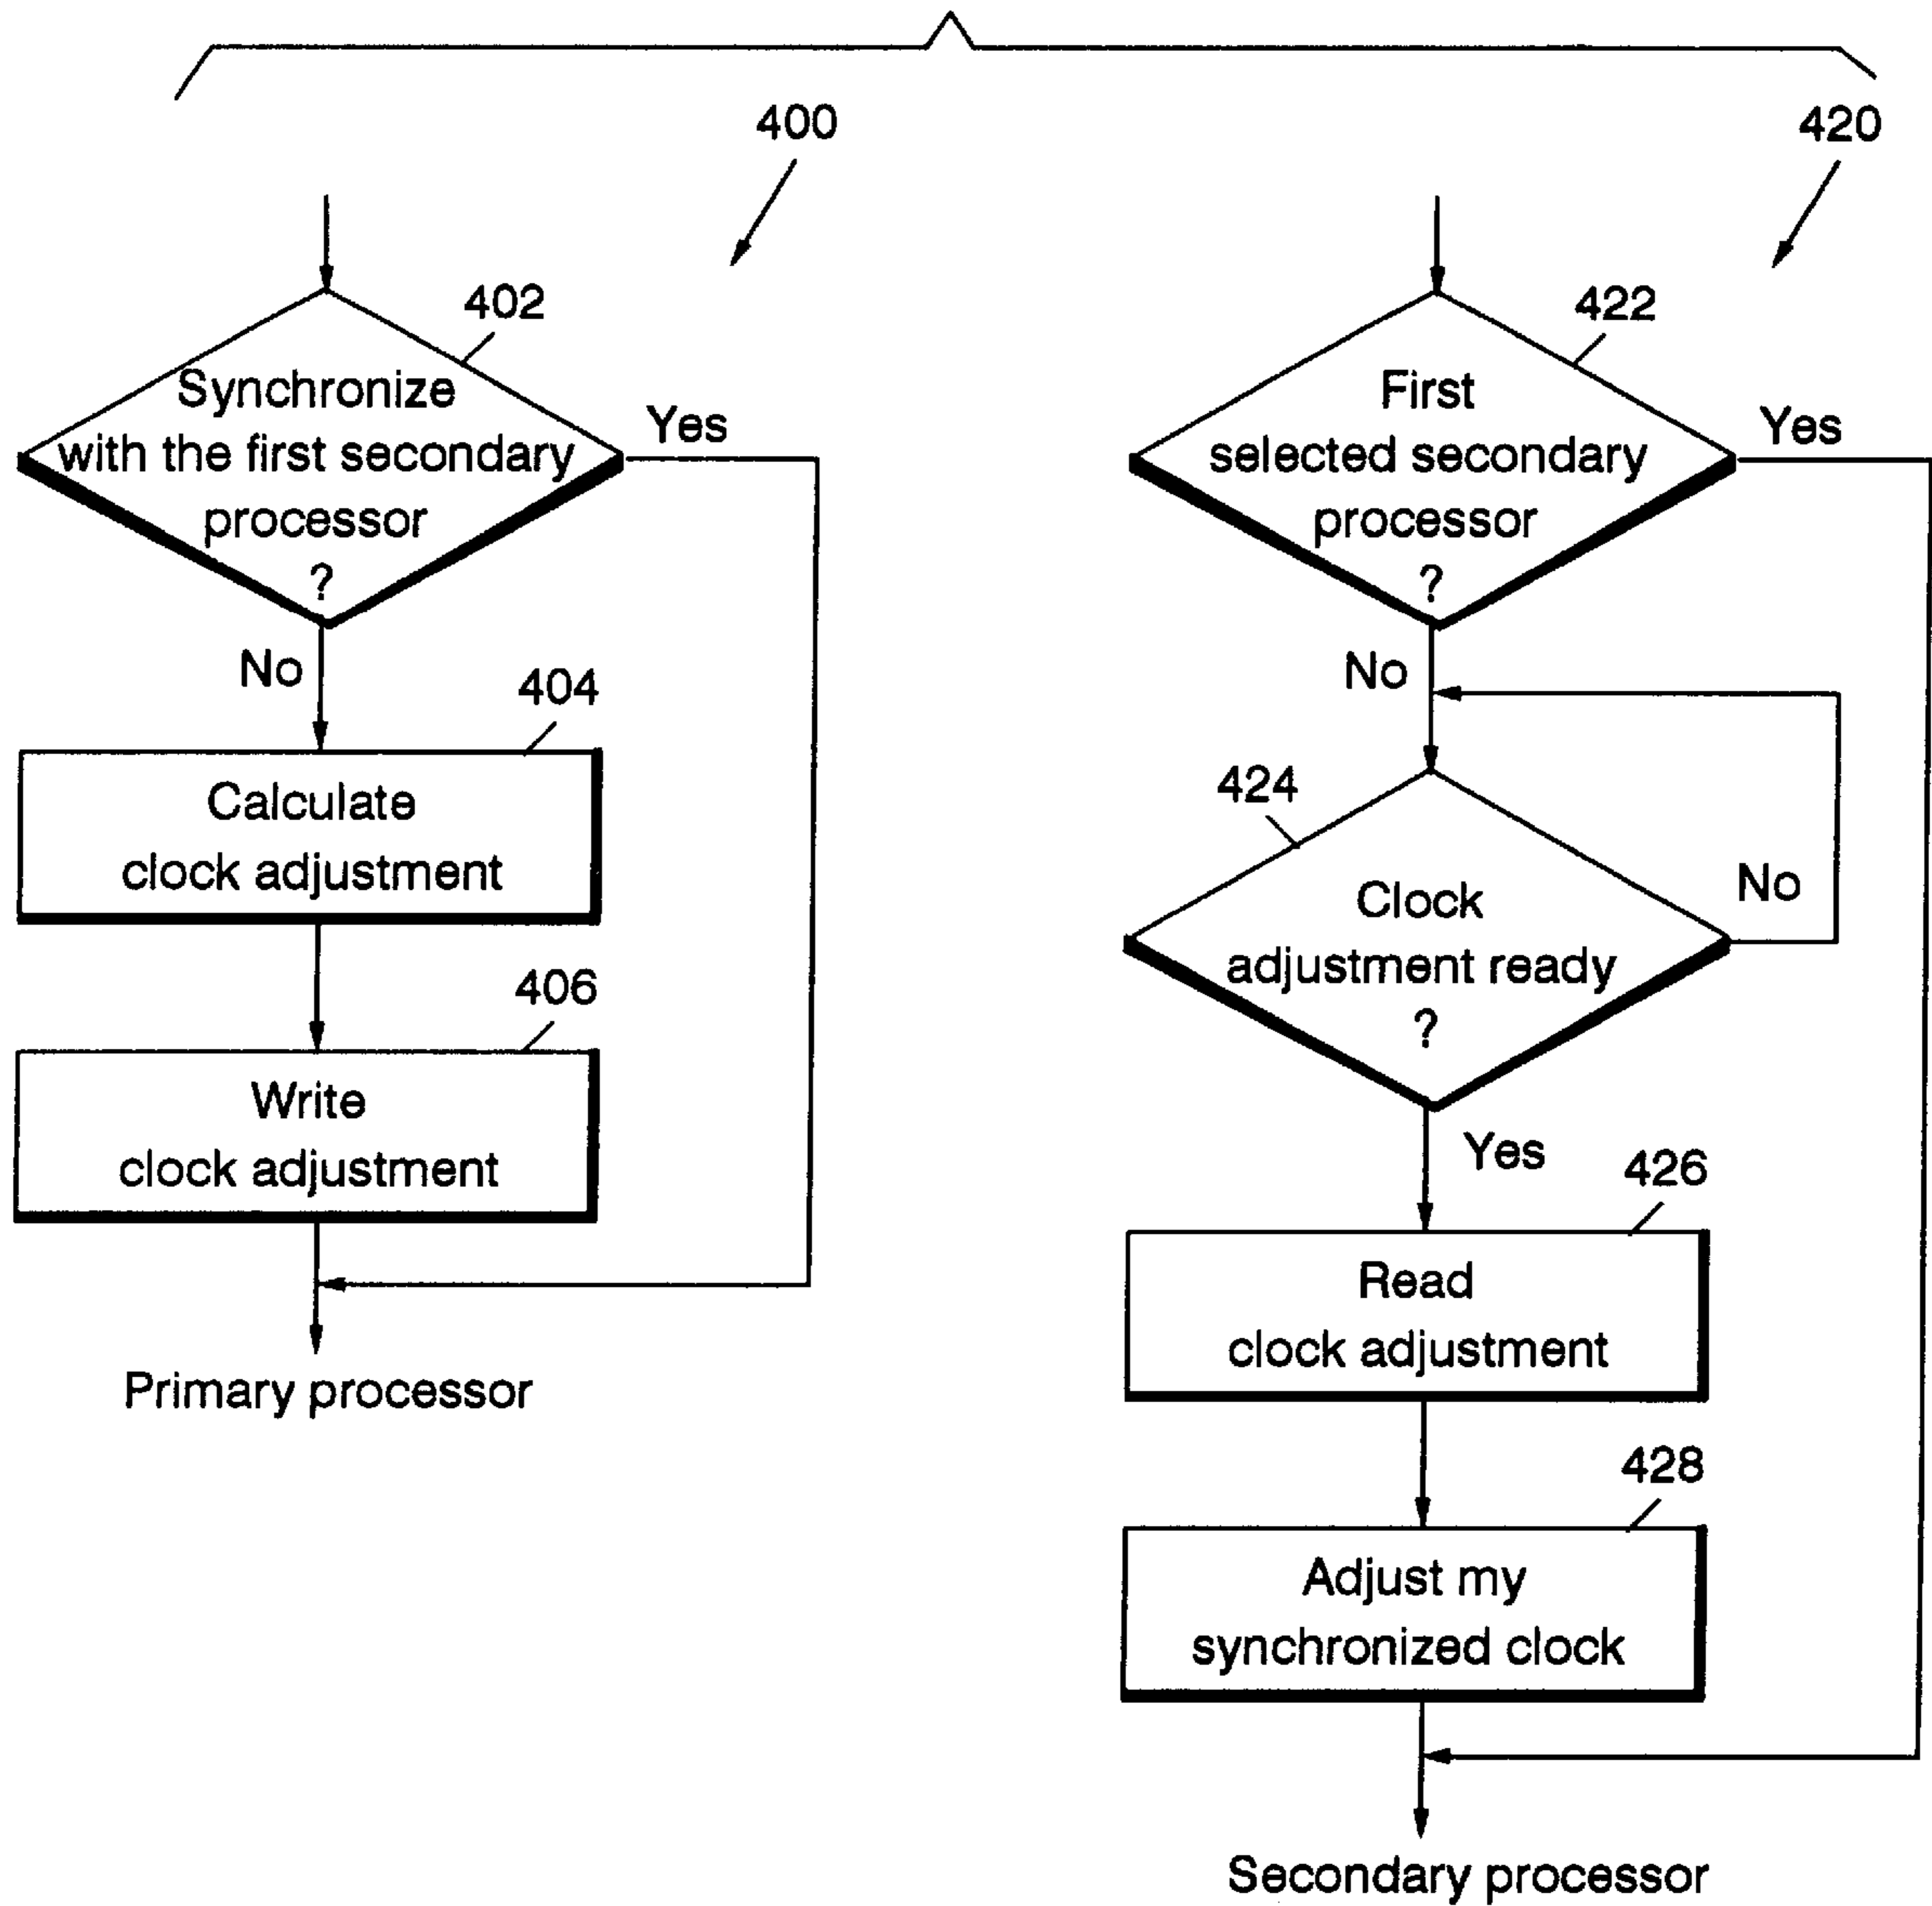 400
402
Synchronize
with the first secondary
processor
?
Yes
No
404
Calculate
clock adjustment
406
Write
clock adjustment
Primary processor
420
422
First
selected secondary
processor
?
Yes
No
424
Clock
adjustment ready
?
No
Yes
426
Read
clock adjustment
428
Adjust my
synchronized clock
Secondary processor